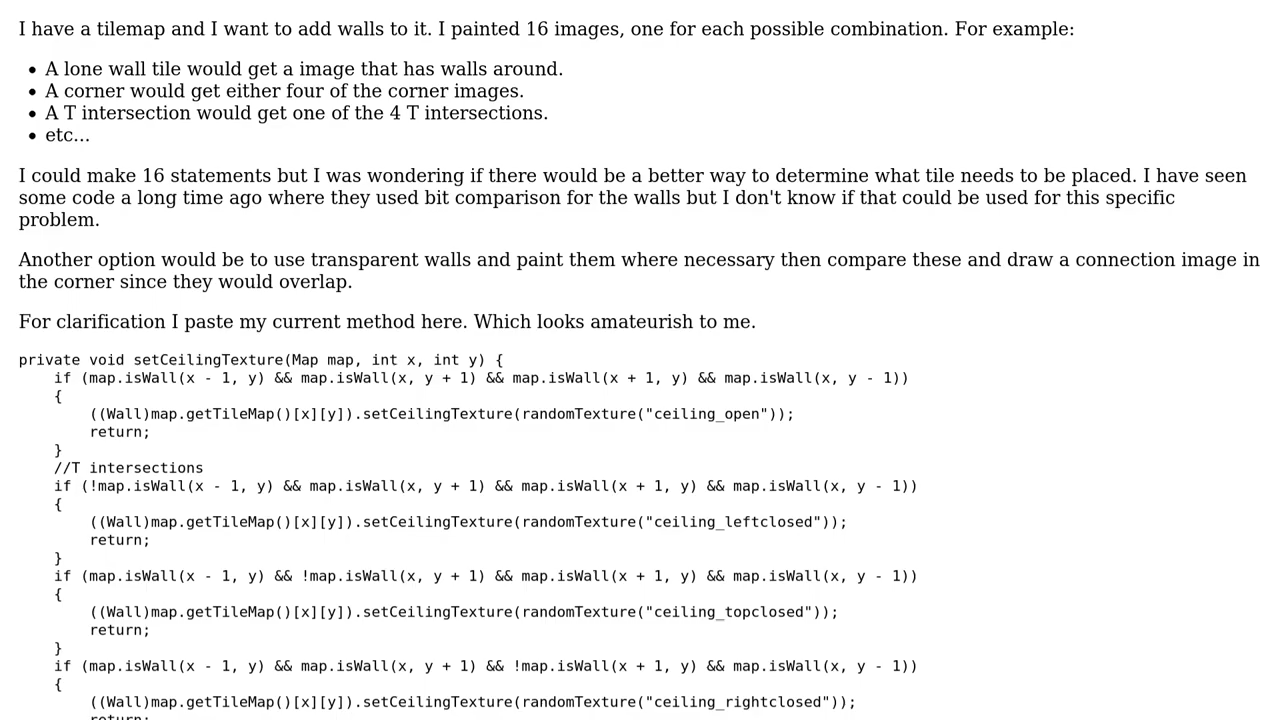 I have a tilemap and I want to add walls to it. I painted 16 images, one for each possible combination. For example:
• A lone wall tile would get a image that has walls around.
• A corner would get either four of the corner images.
• A T intersection would get one of the 4 T intersections.
• etc...
I could make 16 statements but I was wondering if there would be a better way to determine what tile needs to be placed. I have seen
some code a long time ago where they used bit comparison for the walls but I don't know if that could be used for this specific
problem.
Another option would be to use transparent walls and paint them where necessary then compare these and draw a connection image in
the corner since they would overlap.
For clarification I paste my current method here. Which looks amateurish to me.
private void setCeilingTexture(Map map, int x, int y) {
    if (map.isWall(x - 1, y) && map.isWall(x, y + 1) && map.isWall(x + 1, y) && map.isWall(x, y - 1))
    {
        ((Wall)map.getTileMap()[x][y]).setCeilingTexture(randomTexture("ceiling_open"));
        return;
    }
    //T intersections
    if (!map.isWall(x - 1, y) && map.isWall(x, y + 1) && map.isWall(x + 1, y) && map.isWall(x, y - 1))
    {
        ((Wall)map.getTileMap()[x][y]).setCeilingTexture(randomTexture("ceiling_leftclosed"));
        return;
    }
    if (map.isWall(x - 1, y) && !map.isWall(x, y + 1) && map.isWall(x + 1, y) && map.isWall(x, y - 1))
    {
        ((Wall)map.getTileMap()[x][y]).setCeilingTexture(randomTexture("ceiling_topclosed"));
        return;
    }
    if (map.isWall(x - 1, y) && map.isWall(x, y + 1) && !map.isWall(x + 1, y) && map.isWall(x, y - 1))
    {
        ((Wall)map.getTileMap()[x][y]).setCeilingTexture(randomTexture("ceiling_rightclosed"));
        return;